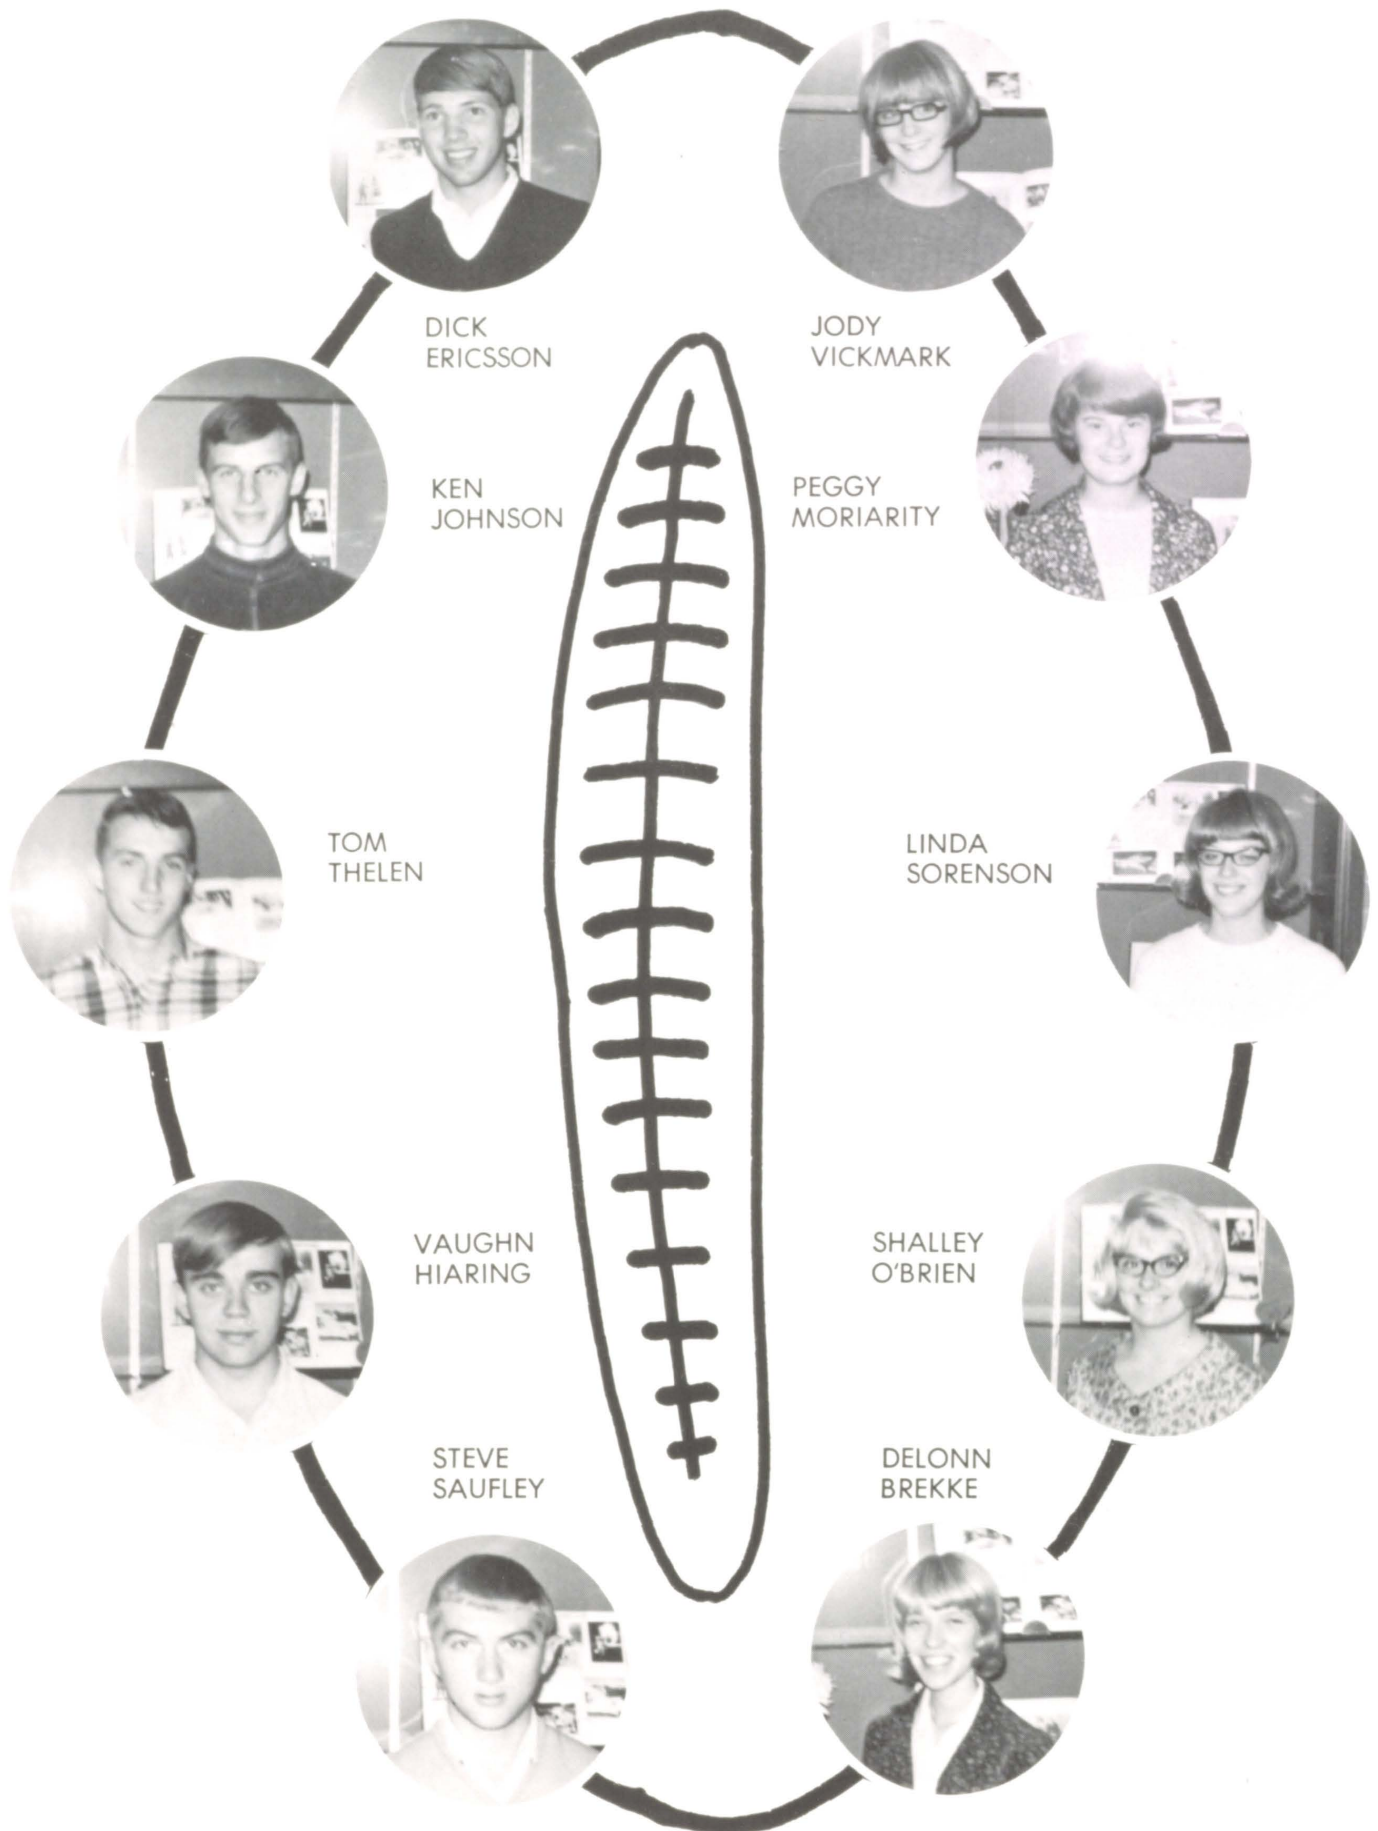 DICK
ERICSSON
JODY
VICKMARK
KEN
JOHNSON
PEGGY
MORIARITY
TOM
THELEN
LINDA
SORENSON
VAUGHN
HIARING
SHALLEY
O'BRIEN
STEVE
SAUFLEY
DELONN
BREKKE